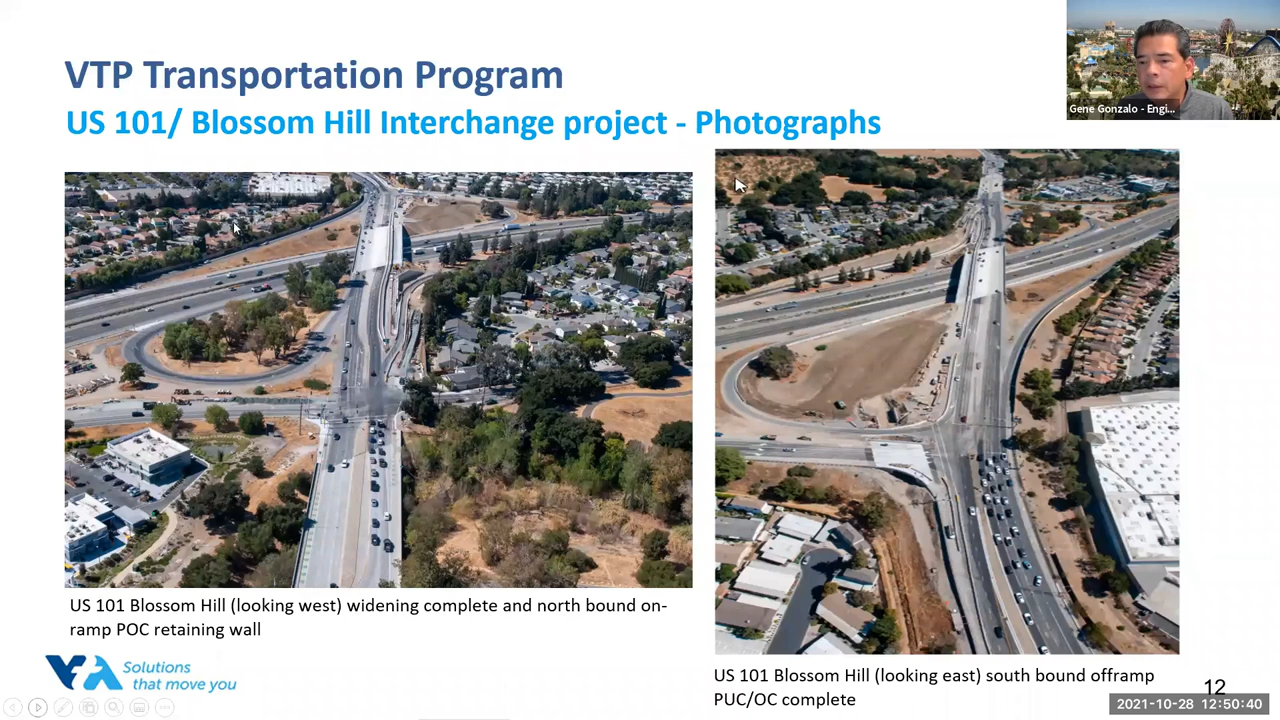 VTP Transportation Program
US 101/ Blossom Hill Interchange project - Photographs
Gene Gonzalo - Engi...
US 101 Blossom Hill (looking west) widening complete and north bound on-
ramp POC retaining wall
US 101 Blossom Hill (looking east) south bound offramp
PUC/OC complete
VTA
Solutions
that move you
12
2021-10-28 12:50:40